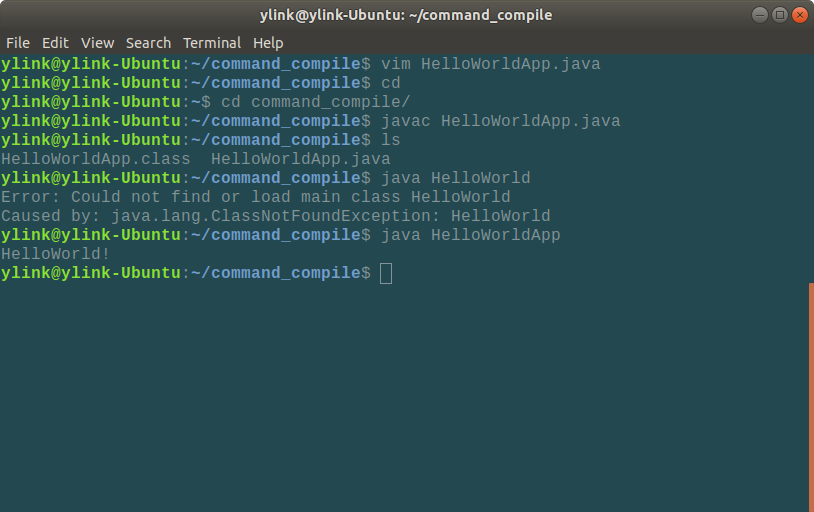 ylink@ylink-Ubuntu: ~/command_compile
File Edit View Search Terminal Help
ylink@ylink-Ubuntu:~/command_compile$ vim HelloWorldApp.java
ylink@ylink-Ubuntu:~/command_compile$ cd
ylink@ylink-Ubuntu:~$ cd command_compile/
ylink@ylink-Ubuntu:~/command_compile$ javac HelloWorldApp.java
ylink@ylink-Ubuntu:~/command_compile$ ls
HelloWorldApp.class  HelloWorldApp.java
ylink@ylink-Ubuntu:~/command_compile$ java HelloWorld
Error: Could not find or load main class HelloWorld
Caused by: java.lang.ClassNotFoundException: HelloWorld
ylink@ylink-Ubuntu:~/command_compile$ java HelloWorldApp
HelloWorld!
ylink@ylink-Ubuntu:~/command_compile$